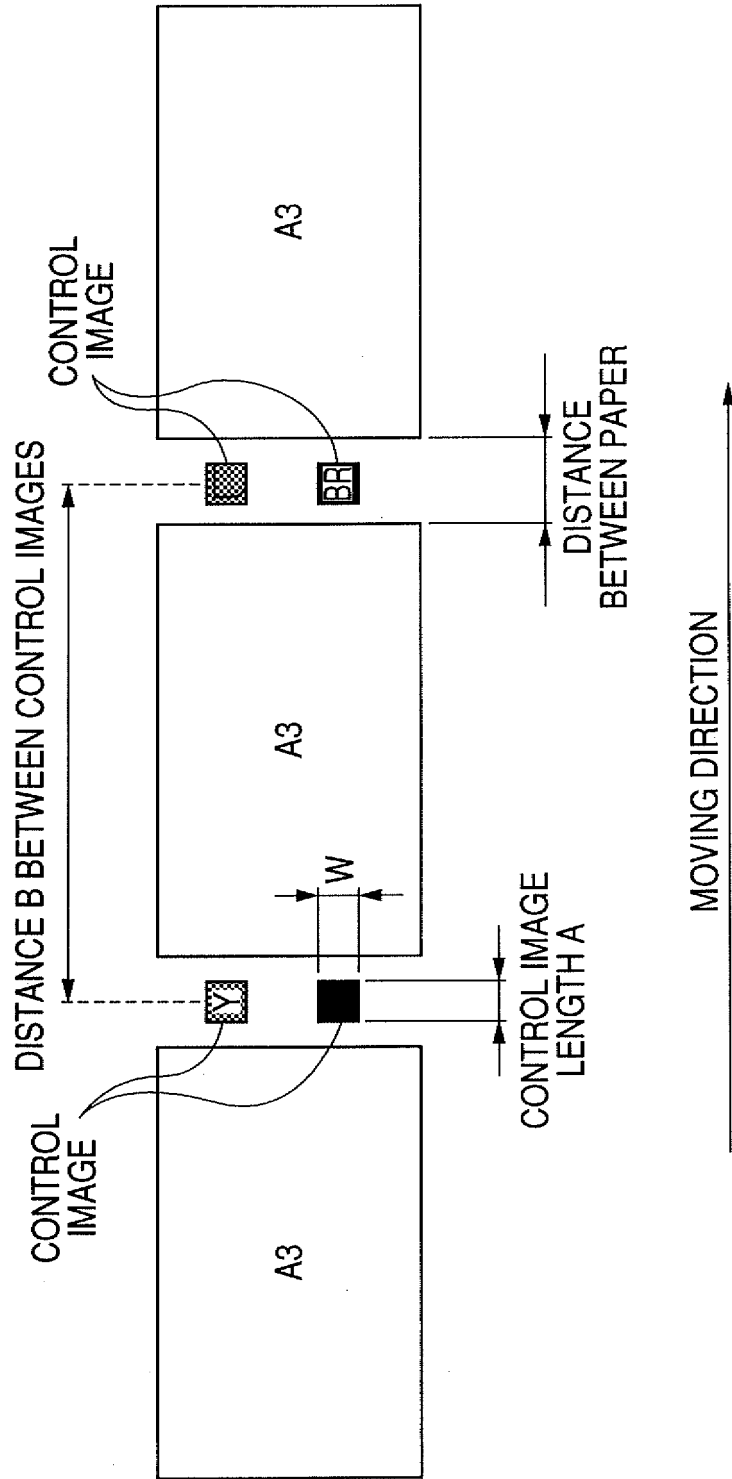 DISTANCE B BETWEEN CONTROL IMAGES
CONTROL
IMAGE
CONTROL
IMAGE
Y
BR
A3
A3
A3
W
CONTROL IMAGE
LENGTH A
DISTANCE
BETWEEN PAPER
MOVING DIRECTION